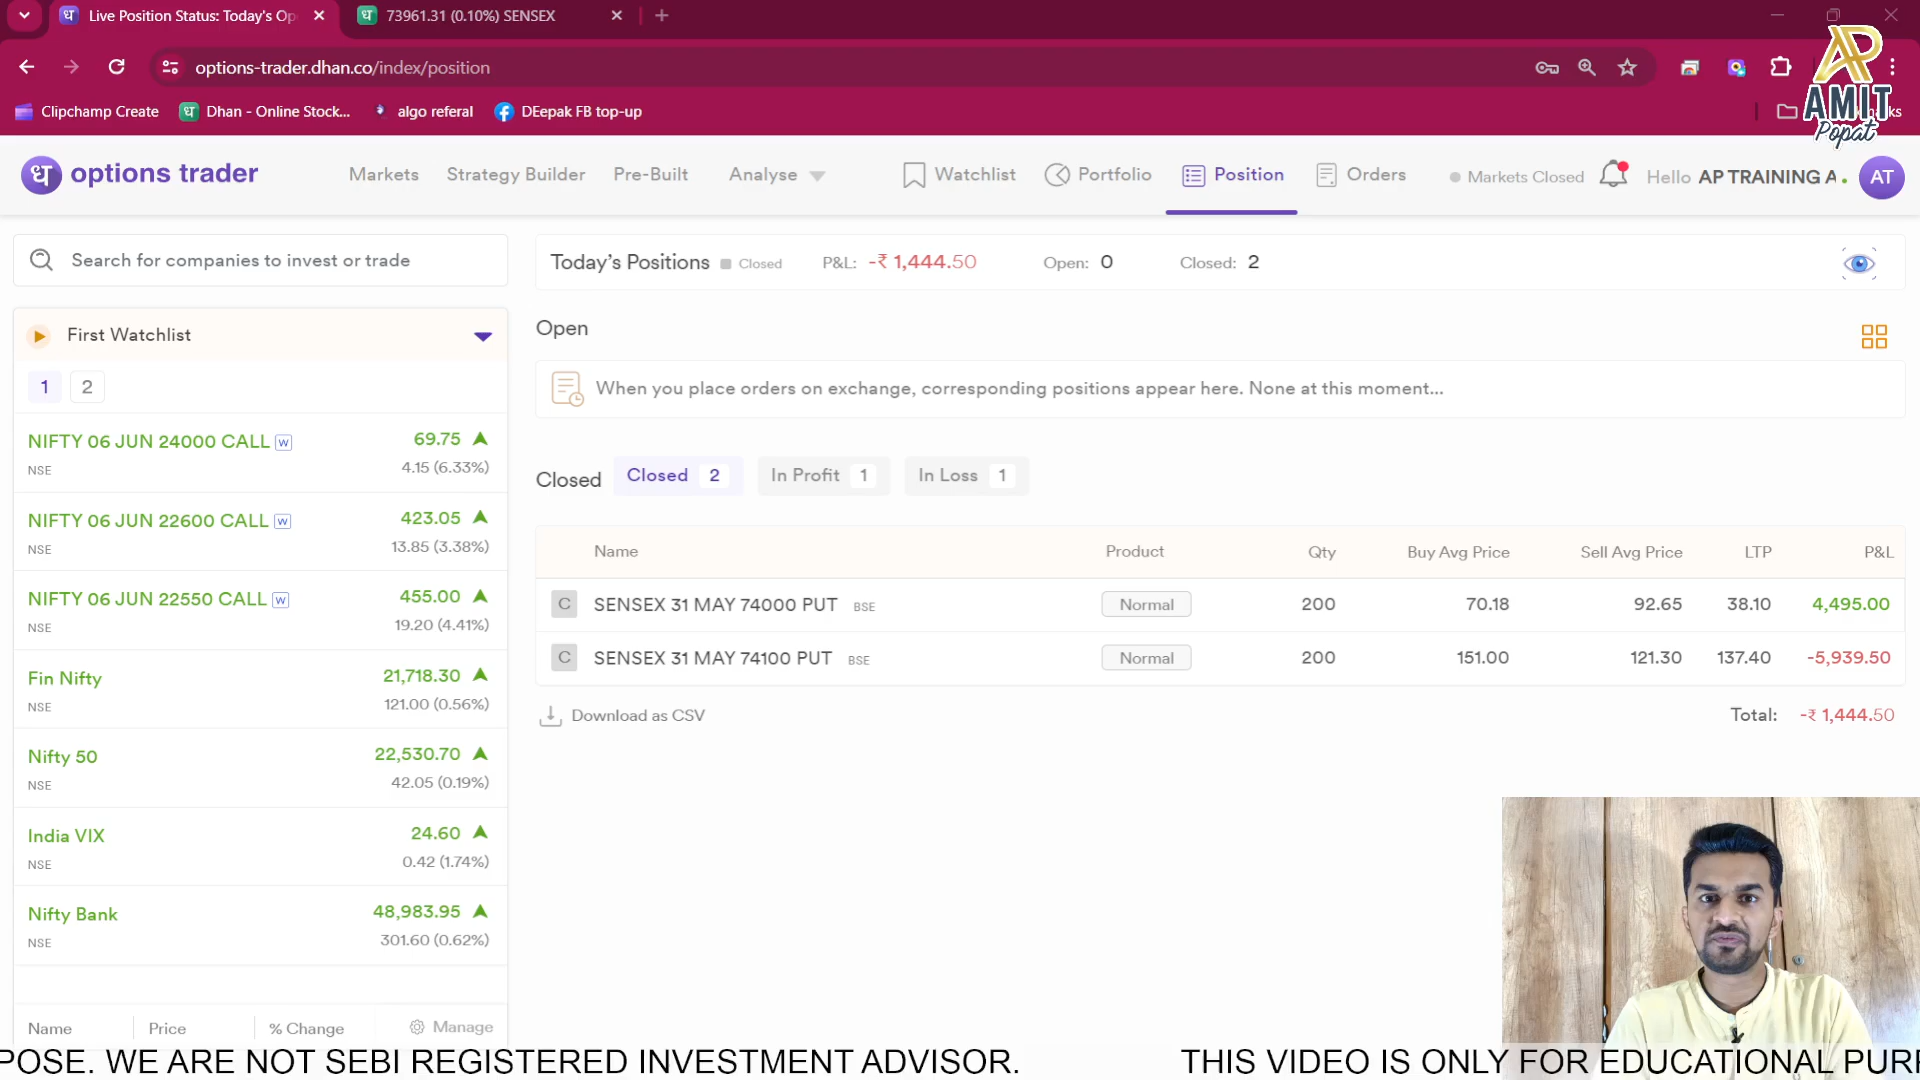 Live Position Status: Today's Op
73961.31 (0.10%) SENSEX
options-trader.dhan.co/index/position
Clipchamp Create
Dhan - Online Stock...
algo referal
DEepak FB top-up
AP
AMIT
Popat
options trader
Markets
Strategy Builder
Pre-Built
Analyse
Watchlist
Portfolio
Position
Orders
Markets Closed
Hello AP TRAINING A.
AT
Search for companies to invest or trade
Today's Positions
Closed
P&L: -₹ 1,444.50
Open: 0
Closed: 2
First Watchlist
1 2
NIFTY 06 JUN 24000 CALL W 69.75
NSE 4.15 (6.33%)
NIFTY 06 JUN 22600 CALL W 423.05
NSE 13.85 (3.38%)
NIFTY 06 JUN 22550 CALL W 455.00
NSE 19.20 (4.41%)
Fin Nifty 21,718.30
NSE 121.00 (0.56%)
Nifty 50 22,530.70
NSE 42.05 (0.19%)
India VIX 24.60
NSE 0.42 (1.74%)
Nifty Bank 48,983.95
NSE 301.60 (0.62%)
Name Price % Change Manage
Open
When you place orders on exchange, corresponding positions appear here. None at this moment...
Closed
Closed 2
In Profit 1
In Loss 1
Name Product Qty Buy Avg Price Sell Avg Price LTP P&L
C SENSEX 31 MAY 74000 PUT BSE Normal 200 70.18 92.65 38.10 4,495.00
C SENSEX 31 MAY 74100 PUT BSE Normal 200 151.00 121.30 137.40 -5,939.50
Download as CSV
Total: -₹ 1,444.50
POSE. WE ARE NOT SEBI REGISTERED INVESTMENT ADVISOR. THIS VIDEO IS ONLY FOR EDUCATIONAL PUR